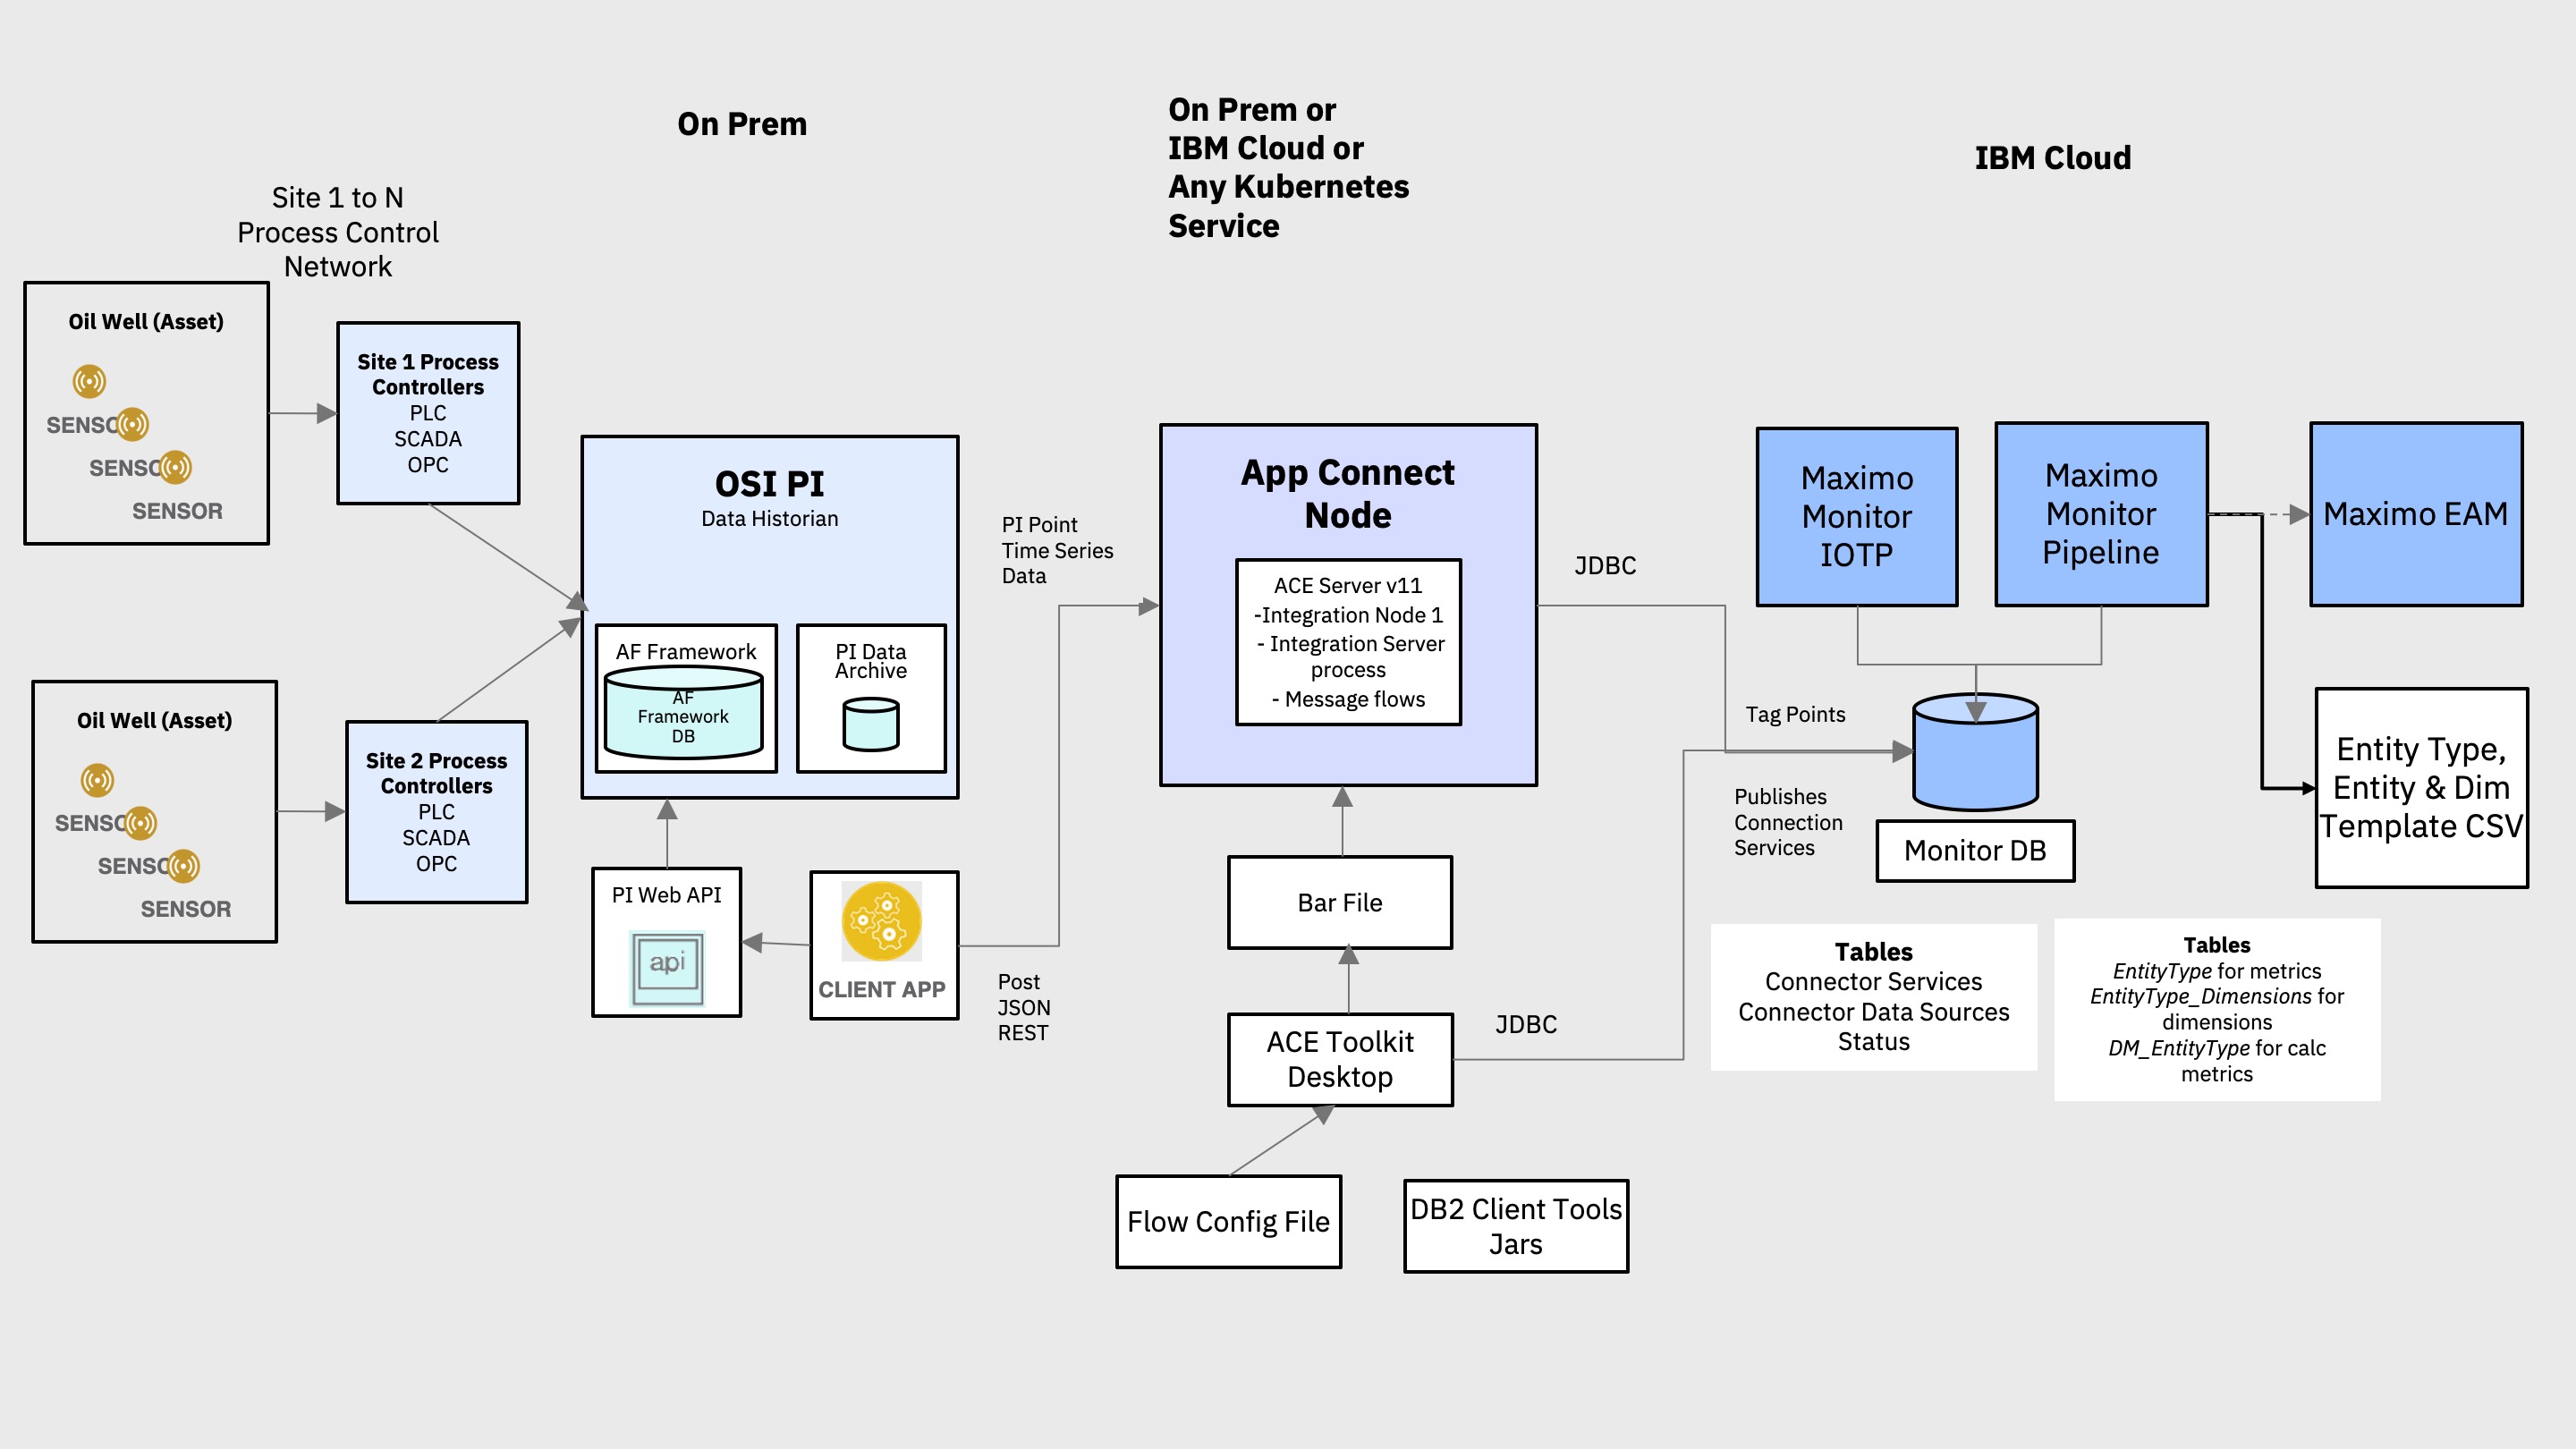 On Prem
On Prem or
IBM Cloud or
Any Kubernetes
Service
IBM Cloud
Site 1 to N
Process Control
Network
Oil Well (Asset)
SENSO
SENSO
SENSOR
Site 1 Process
Controllers
PLC
SCADA
OPC
Oil Well (Asset)
SENSO
SENSO
SENSOR
Site 2 Process
Controllers
PLC
SCADA
OPC
OSI PI
Data Historian
AF Framework
AF
Framework
DB
PI Data
Archive
PI Web API
api
CLIENT APP
PI Point
Time Series
Data
Post
JSON
REST
App Connect
Node
ACE Server v11
-Integration Node 1
- Integration Server
process
- Message flows
Bar File
ACE Toolkit
Desktop
Flow Config File
DB2 Client Tools
Jars
JDBC
JDBC
Tag Points
Publishes
Connection
Services
Maximo
Monitor
IOTP
Maximo
Monitor
Pipeline
Maximo EAM
Monitor DB
Entity Type,
Entity & Dim
Template CSV
Tables
Connector Services
Connector Data Sources
Status
Tables
EntityType for metrics
EntityType_Dimensions for
dimensions
DM_EntityType for calc
metrics